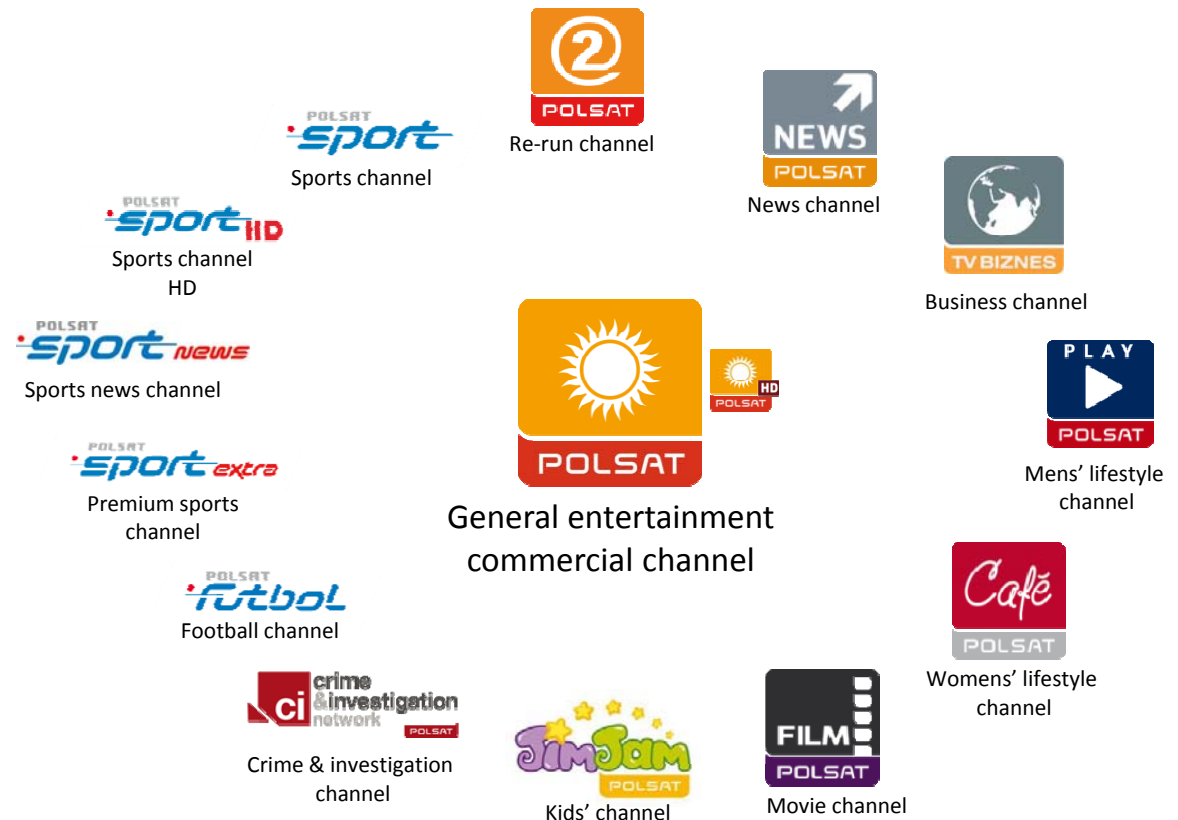 2
POLSAT
Re-run channel
NEWS
POLSAT
News channel
TV BIZNES
Business channel
PLAY
POLSAT
Mens’ lifestyle
channel
Café
POLSAT
Womens’ lifestyle
channel
FILM
POLSAT
Movie channel
JimJam
POLSAT
Kids’ channel
ci
crime
&investigation
network
POLSAT
Crime & investigation
channel
POLSAT
futbol
Football channel
POLSAT
sport extra
Premium sports
channel
POLSAT
sport news
Sports news channel
POLSAT
sport HD
Sports channel
HD
POLSAT
sport
Sports channel
POLSAT
HD
POLSAT
General entertainment
commercial channel